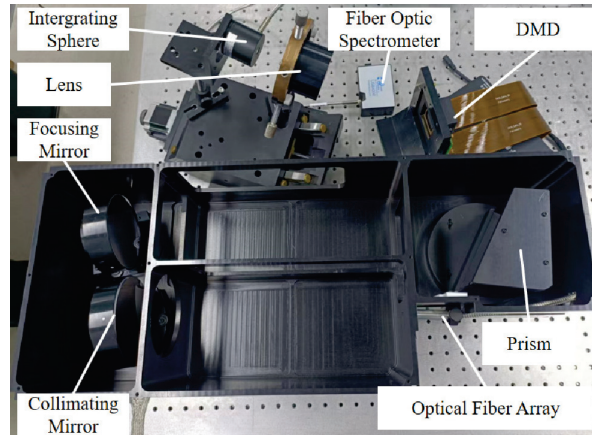 Intergrating
Sphere
Lens
Focusing
Mirror
Fiber Optic
Spectrometer
DMD
Prism
Collimating
Mirror
Optical Fiber Array